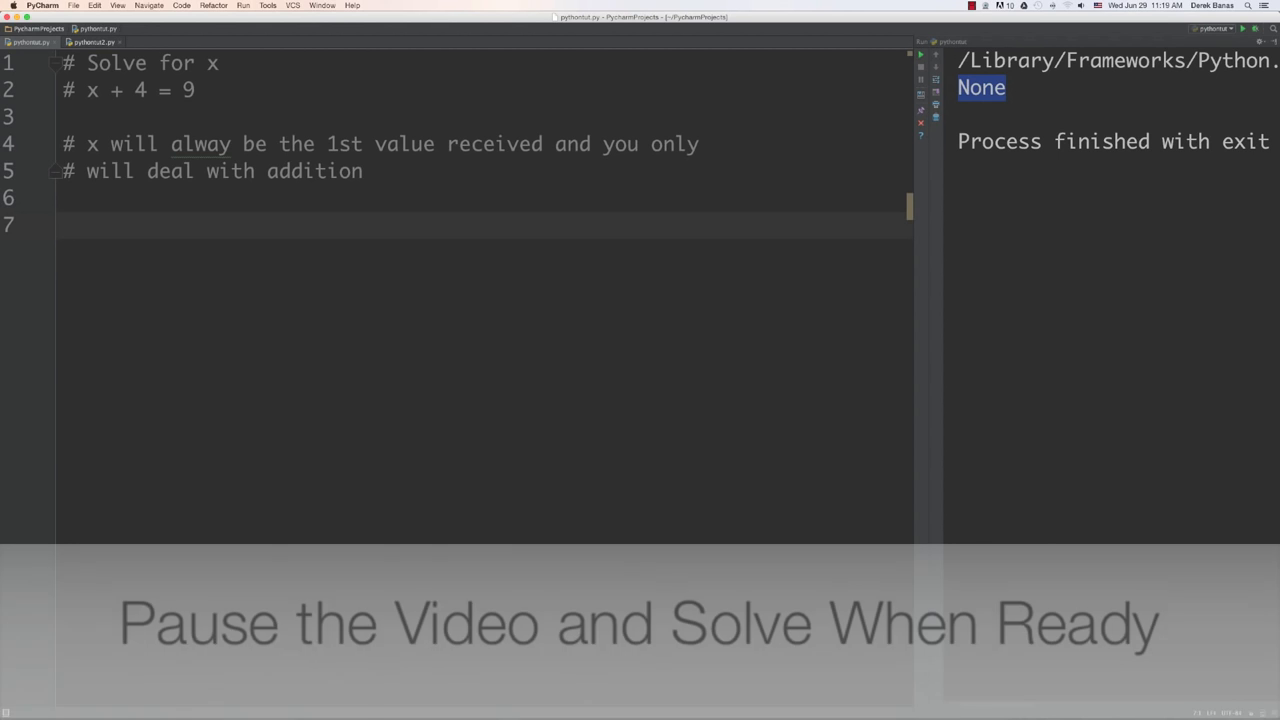 PyCharm File Edit View Navigate Code Refactor Run Tools VCS Window Help 10 Wed Jun 29 11:19 AM Derek Banas
pythontut.py - PycharmProjects - [~/PycharmProjects]
PycharmProjects pythontut.py pythontut
pythontut.py pythontut2.py Run pythontut
1 # Solve for x
2 # x + 4 = 9
3
4 # x will alway be the 1st value received and you only
5 # will deal with addition
6
7
/Library/Frameworks/Python.
None
Process finished with exit
Pause the Video and Solve When Ready